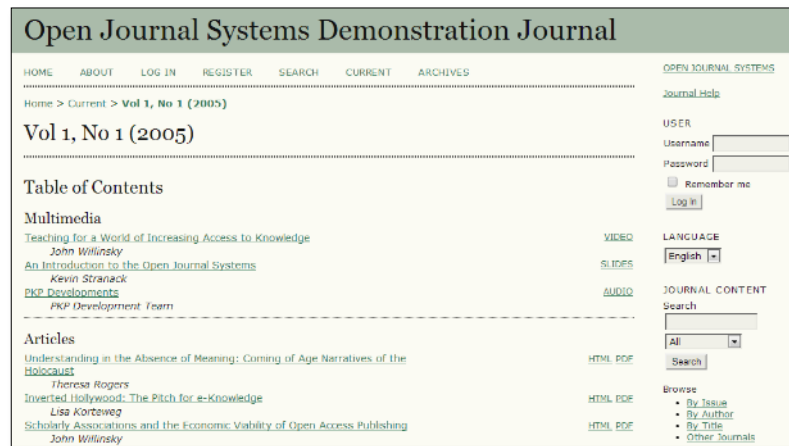 Open Journal Systems Demonstration Journal
HOME ABOUT LOG IN REGISTER SEARCH CURRENT ARCHIVES
Home > Current > Vol 1, No 1 (2005)
Vol 1, No 1 (2005)
Table of Contents
Multimedia
Teaching for a World of Increasing Access to Knowledge VIDEO
John Willinsky
An Introduction to the Open Journal Systems SLIDES
Kevin Stranack
PKP Developments AUDIO
PKP Development Team
Articles
Understanding in the Absence of Meaning: Coming of Age Narratives of the HTML PDF
Holocaust
Theresa Rogers
Inverted Hollywood: The Pitch for e-Knowledge HTML PDF
Lisa Korteweg
Scholarly Associations and the Economic Viability of Open Access Publishing HTML PDF
John Willinsky
OPEN JOURNAL SYSTEMS
Journal Help
USER
Username
Password
Remember me
Log In
LANGUAGE
English
JOURNAL CONTENT
Search
All
Search
Browse
By Issue
By Author
By Title
Other Journals